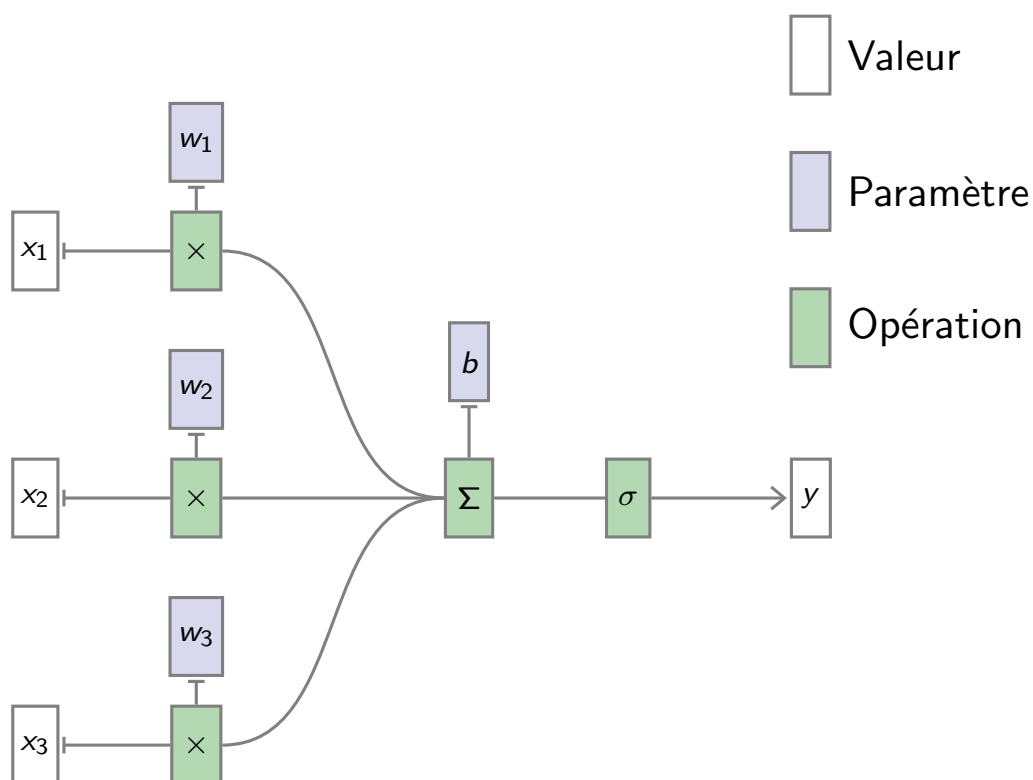 Valeur
w₁
Paramètre
x₁ ×
Opération
w₂
b
x₂ × Σ σ y
w₃
x₃ ×